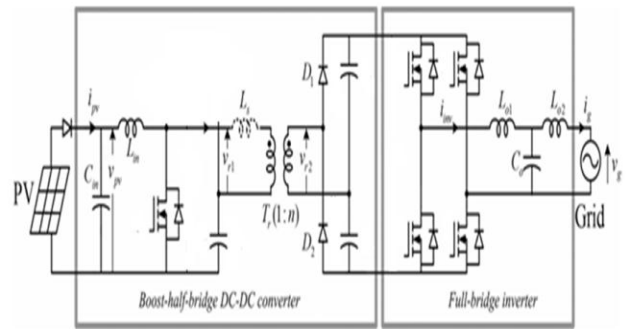 i_pv
L_in
C_in
v_pv
v_r1
L_s
T_r(1:n)
v_r2
D_1
D_2
i_inv
L_o1
L_o2
C_o
i_g
v_g
PV
Grid
Boost-half-bridge DC-DC converter
Full-bridge inverter